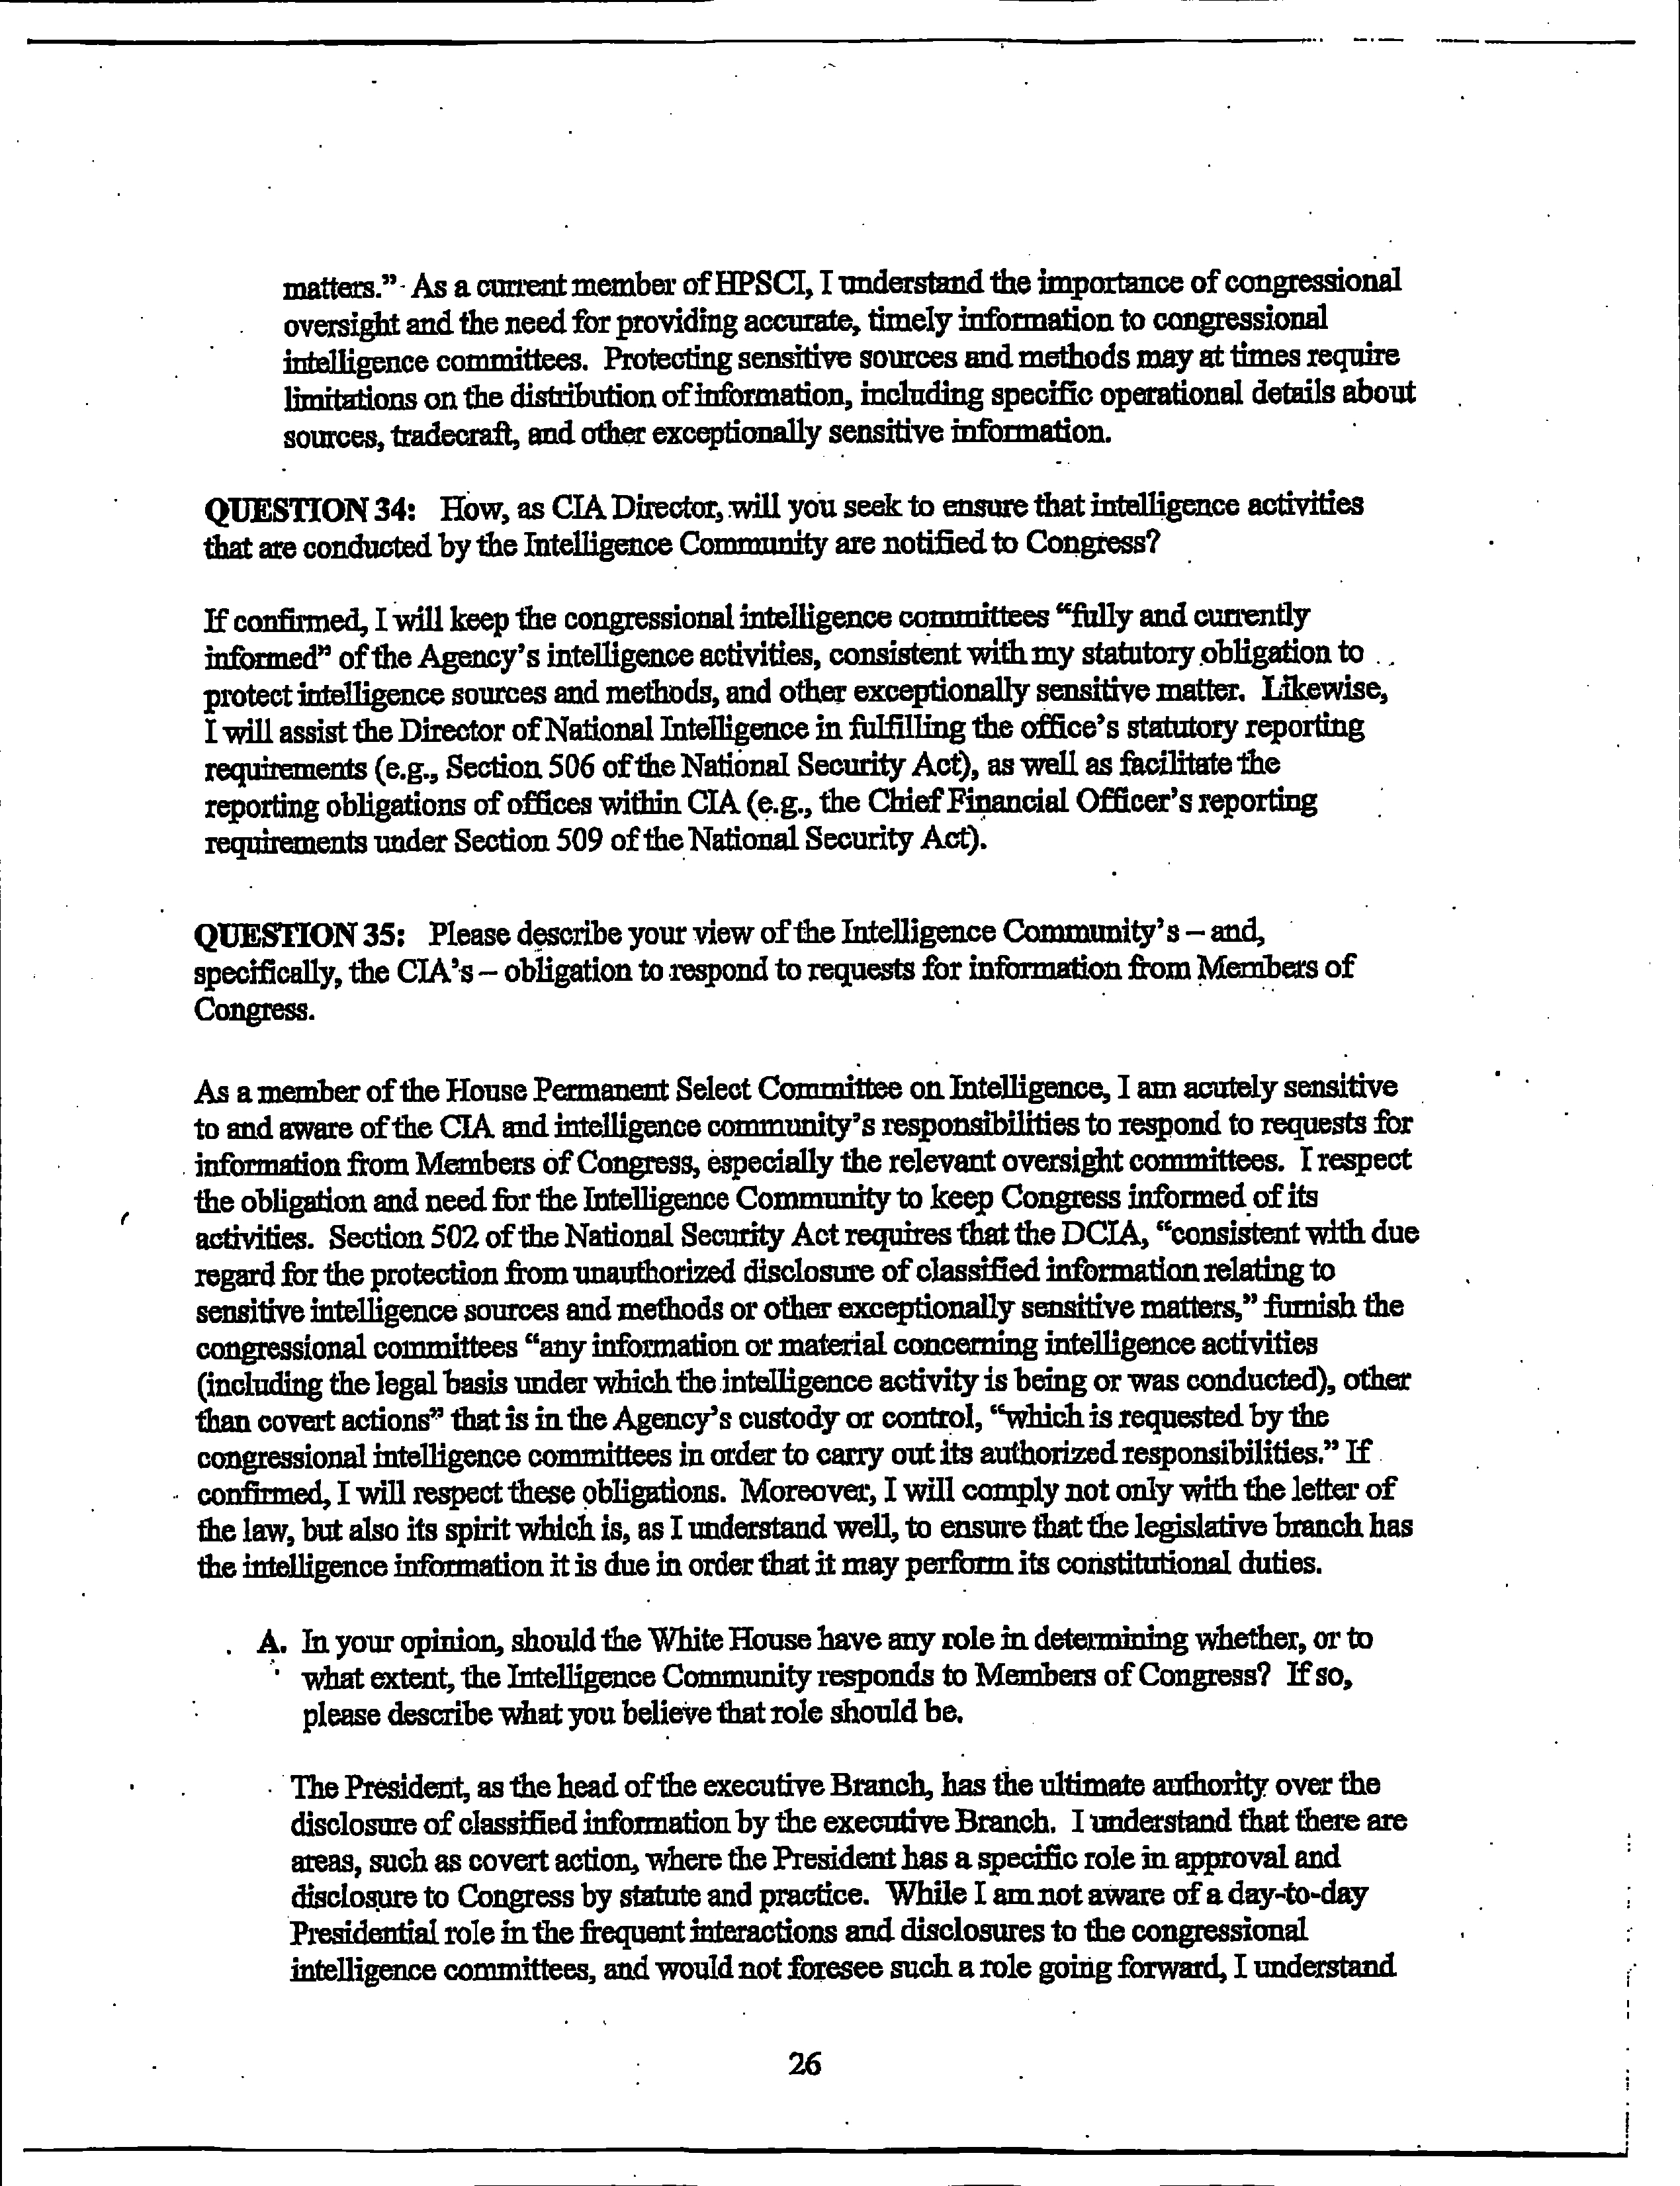 matters." As a current member of HPSCI, I understand the importance of congressional
oversight and the need for providing accurate, timely information to congressional
intelligence committees. Protecting sensitive sources and methods may at times require
limitations on the distribution of information, including specific operational details about
sources, tradecraft, and other exceptionally sensitive information.
QUESTION 34: How, as CIA Director, will you seek to ensure that intelligence activities
that are conducted by the Intelligence Community are notified to Congress?
If confirmed, I will keep the congressional intelligence committees “fully and currently
informed” of the Agency’s intelligence activities, consistent with my statutory obligation to
protect intelligence sources and methods, and other exceptionally sensitive matter. Likewise,
I will assist the Director of National Intelligence in fulfilling the office’s statutory reporting
requirements (e.g., Section 506 of the National Security Act), as well as facilitate the
reporting obligations of offices within CIA (e.g., the Chief Financial Officer’s reporting
requirements under Section 509 of the National Security Act).
QUESTION 35: Please describe your view of the Intelligence Community’s – and,
specifically, the CIA’s – obligation to respond to requests for information from Members of
Congress.
As a member of the House Permanent Select Committee on Intelligence, I am acutely sensitive
to and aware of the CIA and intelligence community’s responsibilities to respond to requests for
information from Members of Congress, especially the relevant oversight committees. I respect
the obligation and need for the Intelligence Community to keep Congress informed of its
activities. Section 502 of the National Security Act requires that the DCIA, “consistent with due
regard for the protection from unauthorized disclosure of classified information relating to
sensitive intelligence sources and methods or other exceptionally sensitive matters,” furnish the
congressional committees “any information or material concerning intelligence activities
(including the legal basis under which the intelligence activity is being or was conducted), other
than covert actions” that is in the Agency’s custody or control, “which is requested by the
congressional intelligence committees in order to carry out its authorized responsibilities.” If
confirmed, I will respect these obligations. Moreover, I will comply not only with the letter of
the law, but also its spirit which is, as I understand well, to ensure that the legislative branch has
the intelligence information it is due in order that it may perform its constitutional duties.
A. In your opinion, should the White House have any role in determining whether, or to
what extent, the Intelligence Community responds to Members of Congress? If so,
please describe what you believe that role should be.
The President, as the head of the executive Branch, has the ultimate authority over the
disclosure of classified information by the executive Branch. I understand that there are
areas, such as covert action, where the President has a specific role in approval and
disclosure to Congress by statute and practice. While I am not aware of a day-to-day
Presidential role in the frequent interactions and disclosures to the congressional
intelligence committees, and would not foresee such a role going forward, I understand
26